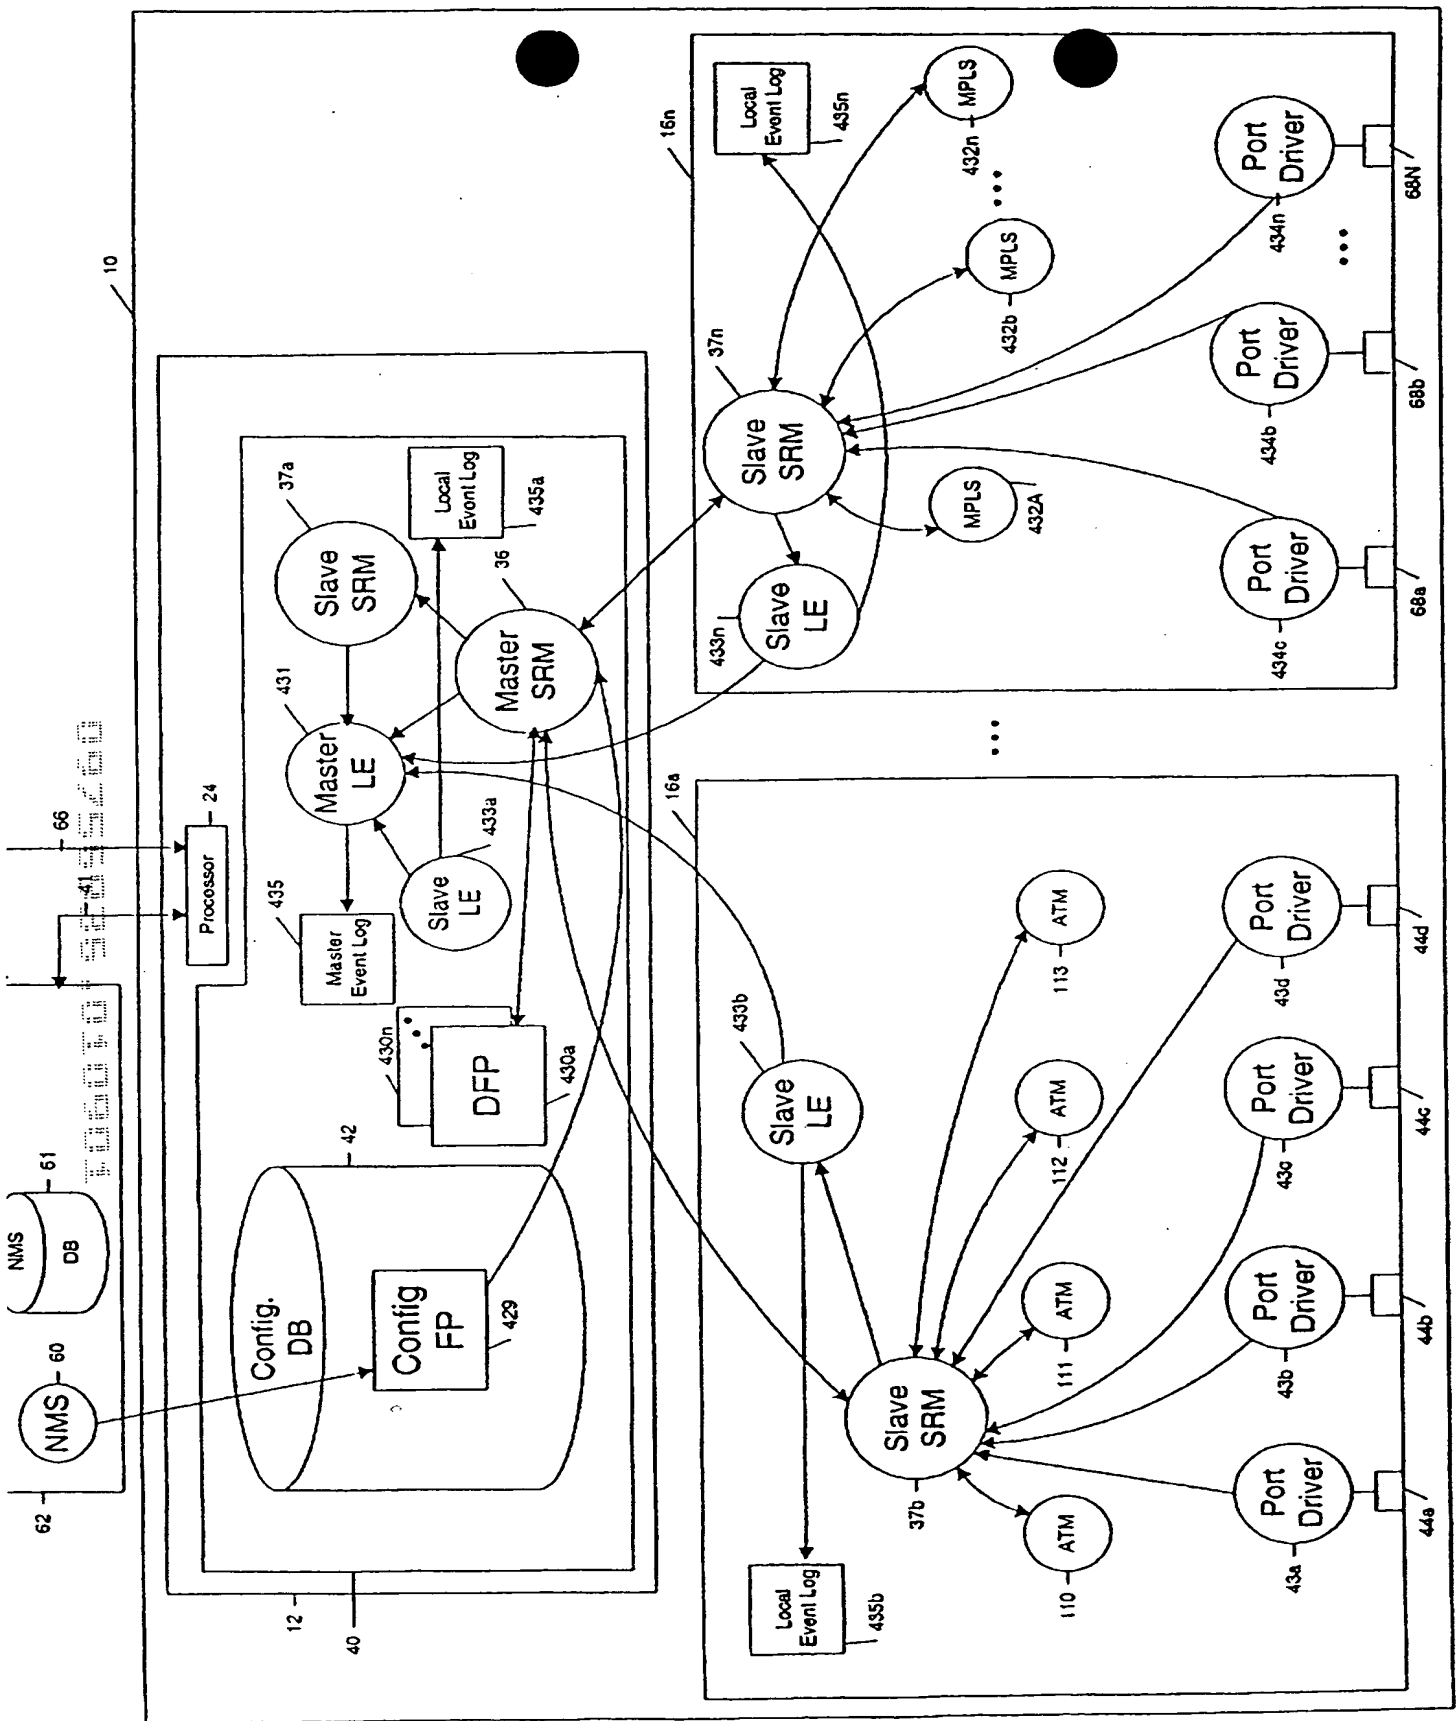 62
NMS
60
NMS
DB
61
41
66
10
12
40
Config.
DB
42
Config
FP
429
Processor
24
430n
DFP
430a
435
Master
Event Log
431
Master
LE
Slave
LE
433a
37a
Slave
SRM
Local
Event Log
435a
36
Master
SRM
16a
Local
Event Log
435b
433b
Slave
LE
Slave
SRM
37b
ATM
110
ATM
111
ATM
112
ATM
113
Port
Driver
43a
44a
Port
Driver
43b
44b
Port
Driver
43c
44c
Port
Driver
43d
44d
•••
16n
433n
Slave
LE
37n
Slave
SRM
Local
Event Log
435n
MPLS
432A
MPLS
432b
•••
MPLS
432n
Port
Driver
434c
68a
Port
Driver
434b
68b
•••
Port
Driver
434n
68N